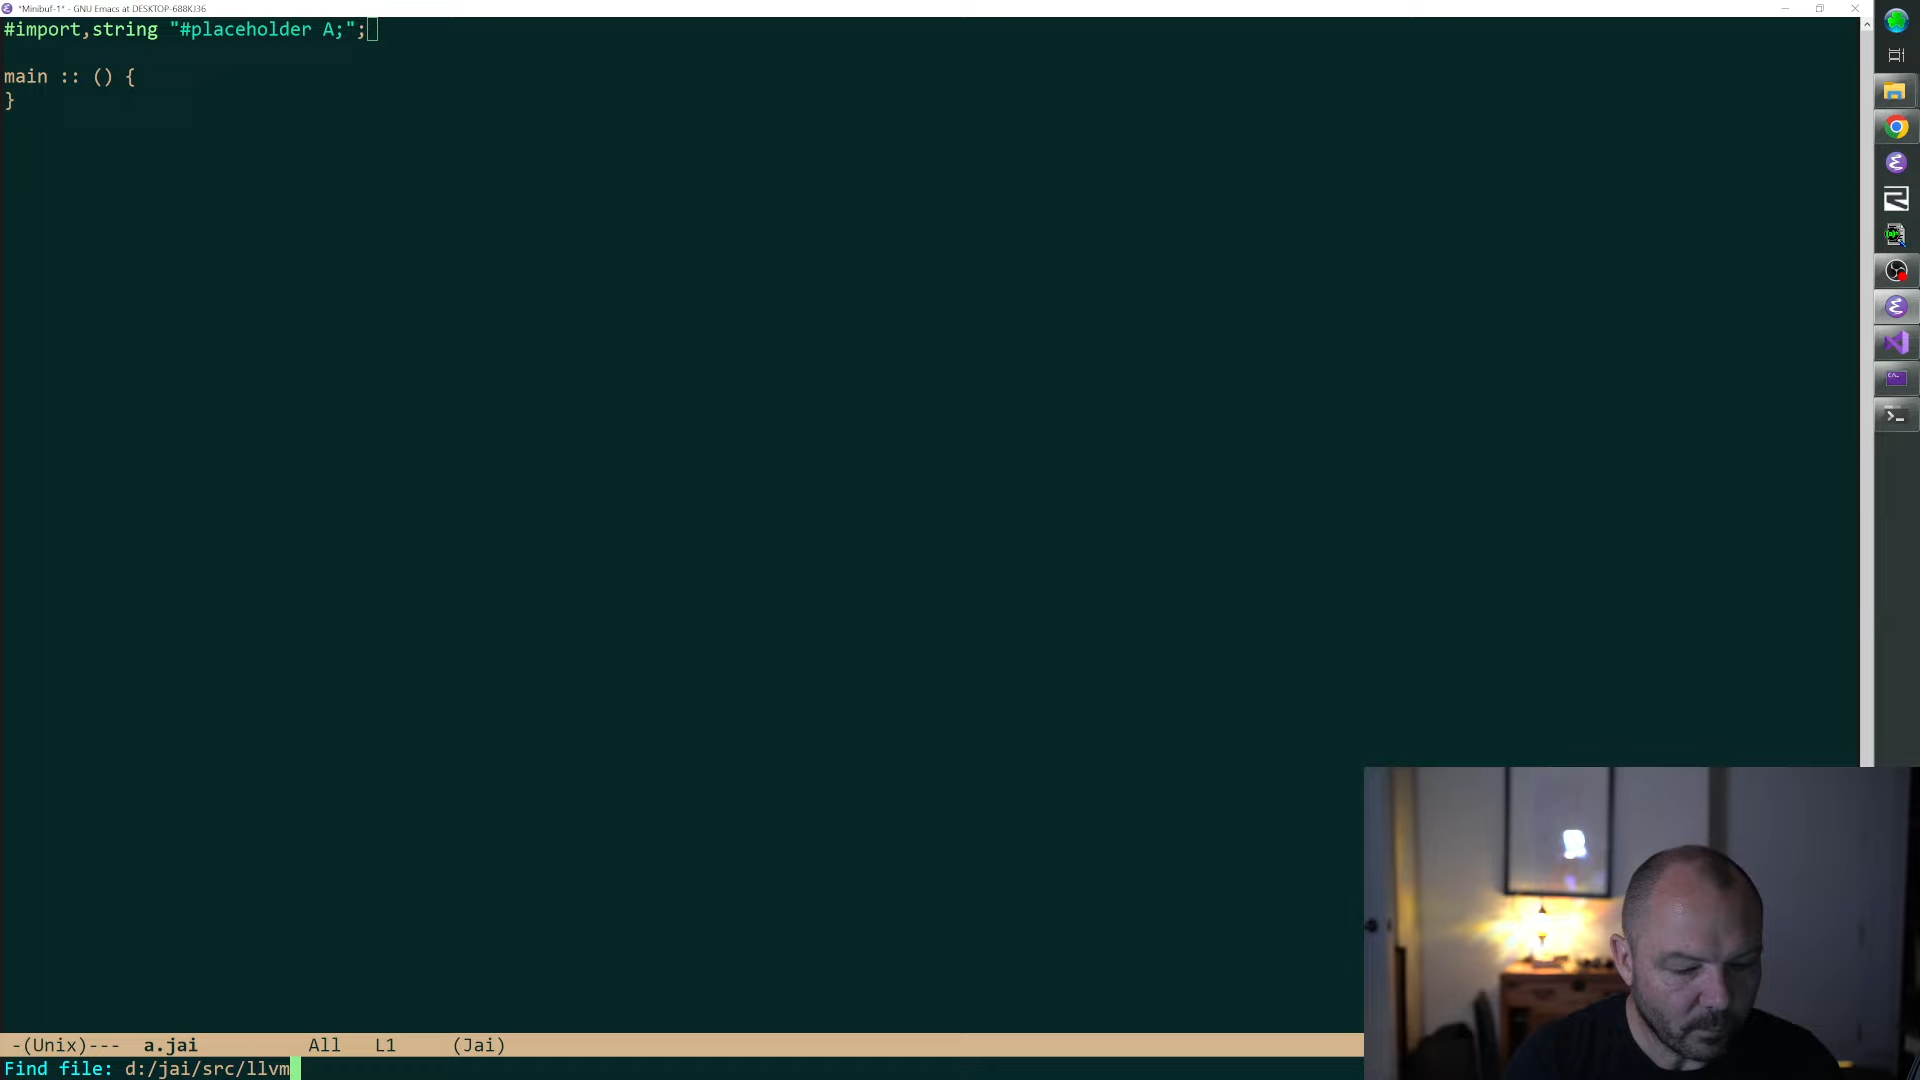 *Minibuf-1* - GNU Emacs at DESKTOP-688KJ36
#import,string "#placeholder A;";
main :: () {
}
-(Unix)--- a.jai All L1 (Jai)
Find file: d:/jai/src/llvm